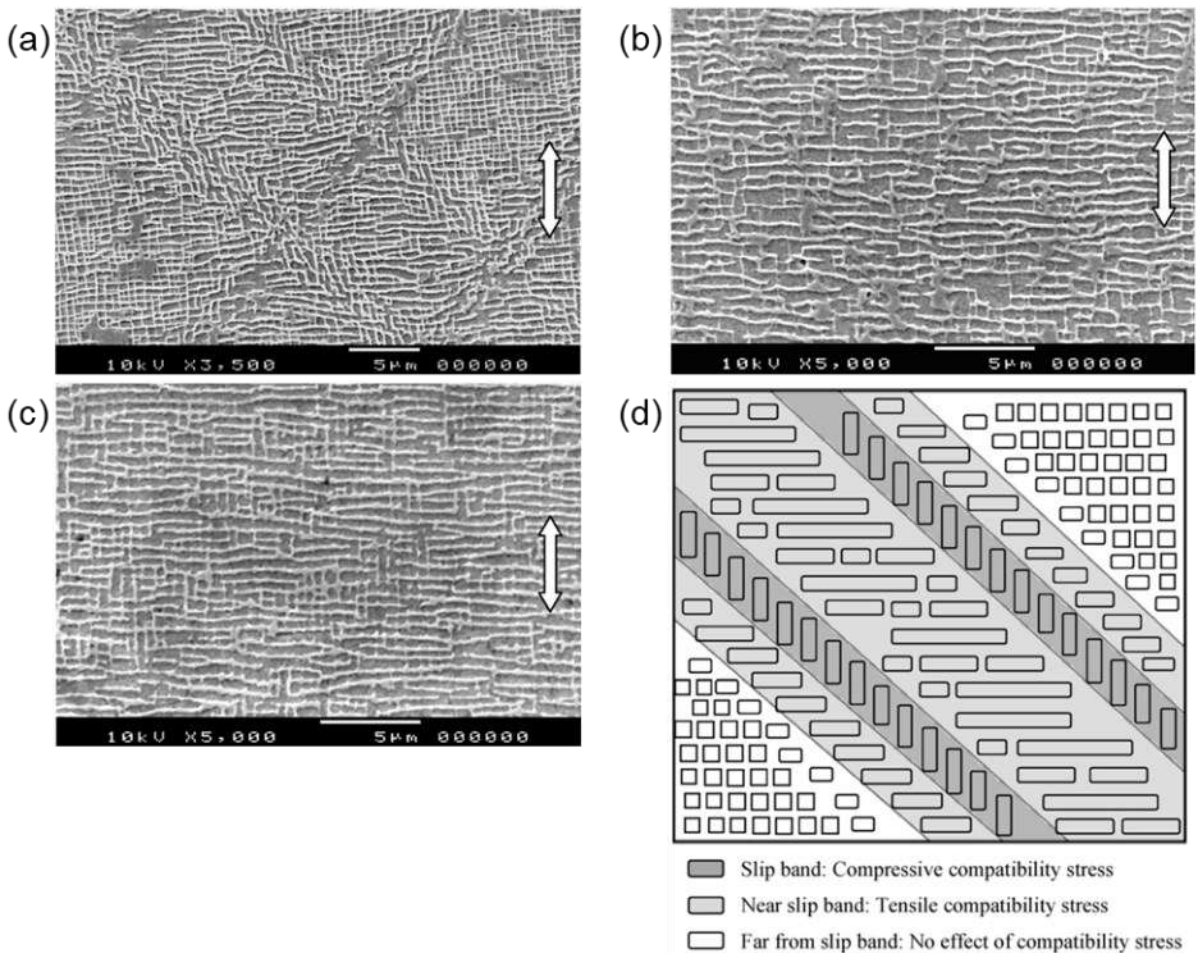 (a)
10kV X3,500 5μm 000000
(b)
10kV X5,000 5μm 000000
(c)
10kV X5,000 5μm 000000
(d)
Slip band: Compressive compatibility stress
Near slip band: Tensile compatibility stress
Far from slip band: No effect of compatibility stress